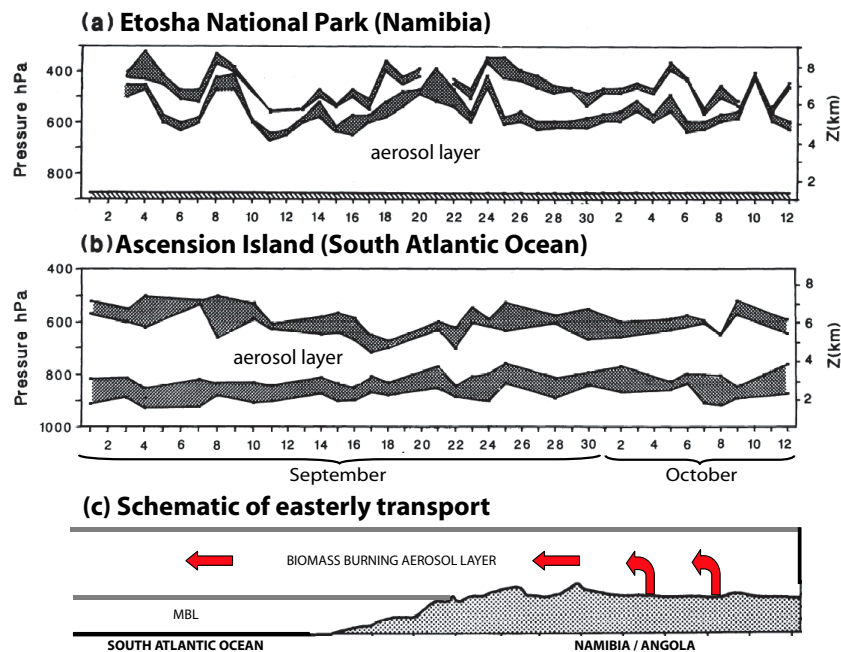 (a) Etosha National Park (Namibia)
Pressure hPa
400
600
800
aerosol layer
8
6
4
2
Z(km)
2 4 6 8 10 12 14 16 18 20 22 24 26 28 30 2 4 6 8 10 12
(b) Ascension Island (South Atlantic Ocean)
Pressure hPa
400
600
800
1000
aerosol layer
8
6
4
2
Z(km)
2 4 6 8 10 12 14 16 18 20 22 24 26 28 30 2 4 6 8 10 12
September October
(c) Schematic of easterly transport
BIOMASS BURNING AEROSOL LAYER
MBL
SOUTH ATLANTIC OCEAN NAMIBIA / ANGOLA